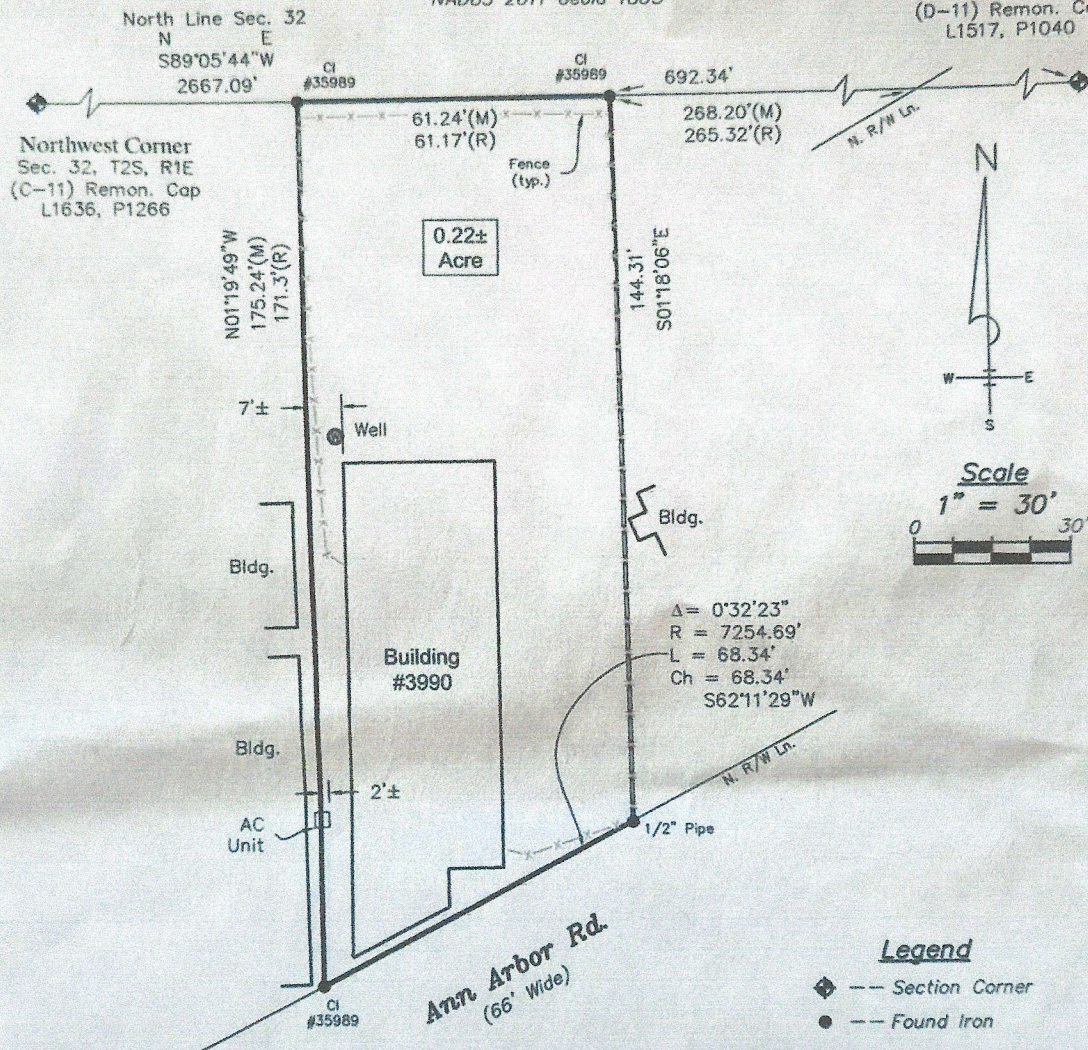 NAD83 2011 Geoid
North Line Sec. 32
N E
S89°05'44"W
2667.09'
(D-11) Remon.
L1517, P1040
CI
#35989
CI
#35989
692.34'
61.24'(M)
61.17'(R)
268.20'(M)
265.32'(R)
N. R/W Ln.
Fence
(typ.)
Northwest Corner
Sec. 32, T2S, R1E
(C-11) Remon. Cap
L1636, P1266
N
W E
S
0.22±
Acre
N01°19'49"W
175.24'(M)
171.3'(R)
144.31'
S01°18'06"E
7'±
Well
Scale
1" = 30'
0 30'
Bldg.
Bldg.
Δ= 0°32'23"
R = 7254.69'
L = 68.34'
Ch = 68.34'
S62°11'29"W
Building
#3990
Bldg.
N. R/W Ln.
2'±
AC
Unit
1/2" Pipe
Ann Arbor Rd.
(66' Wide)
CI
#35989
Legend
-- Section Corner
-- Found Iron